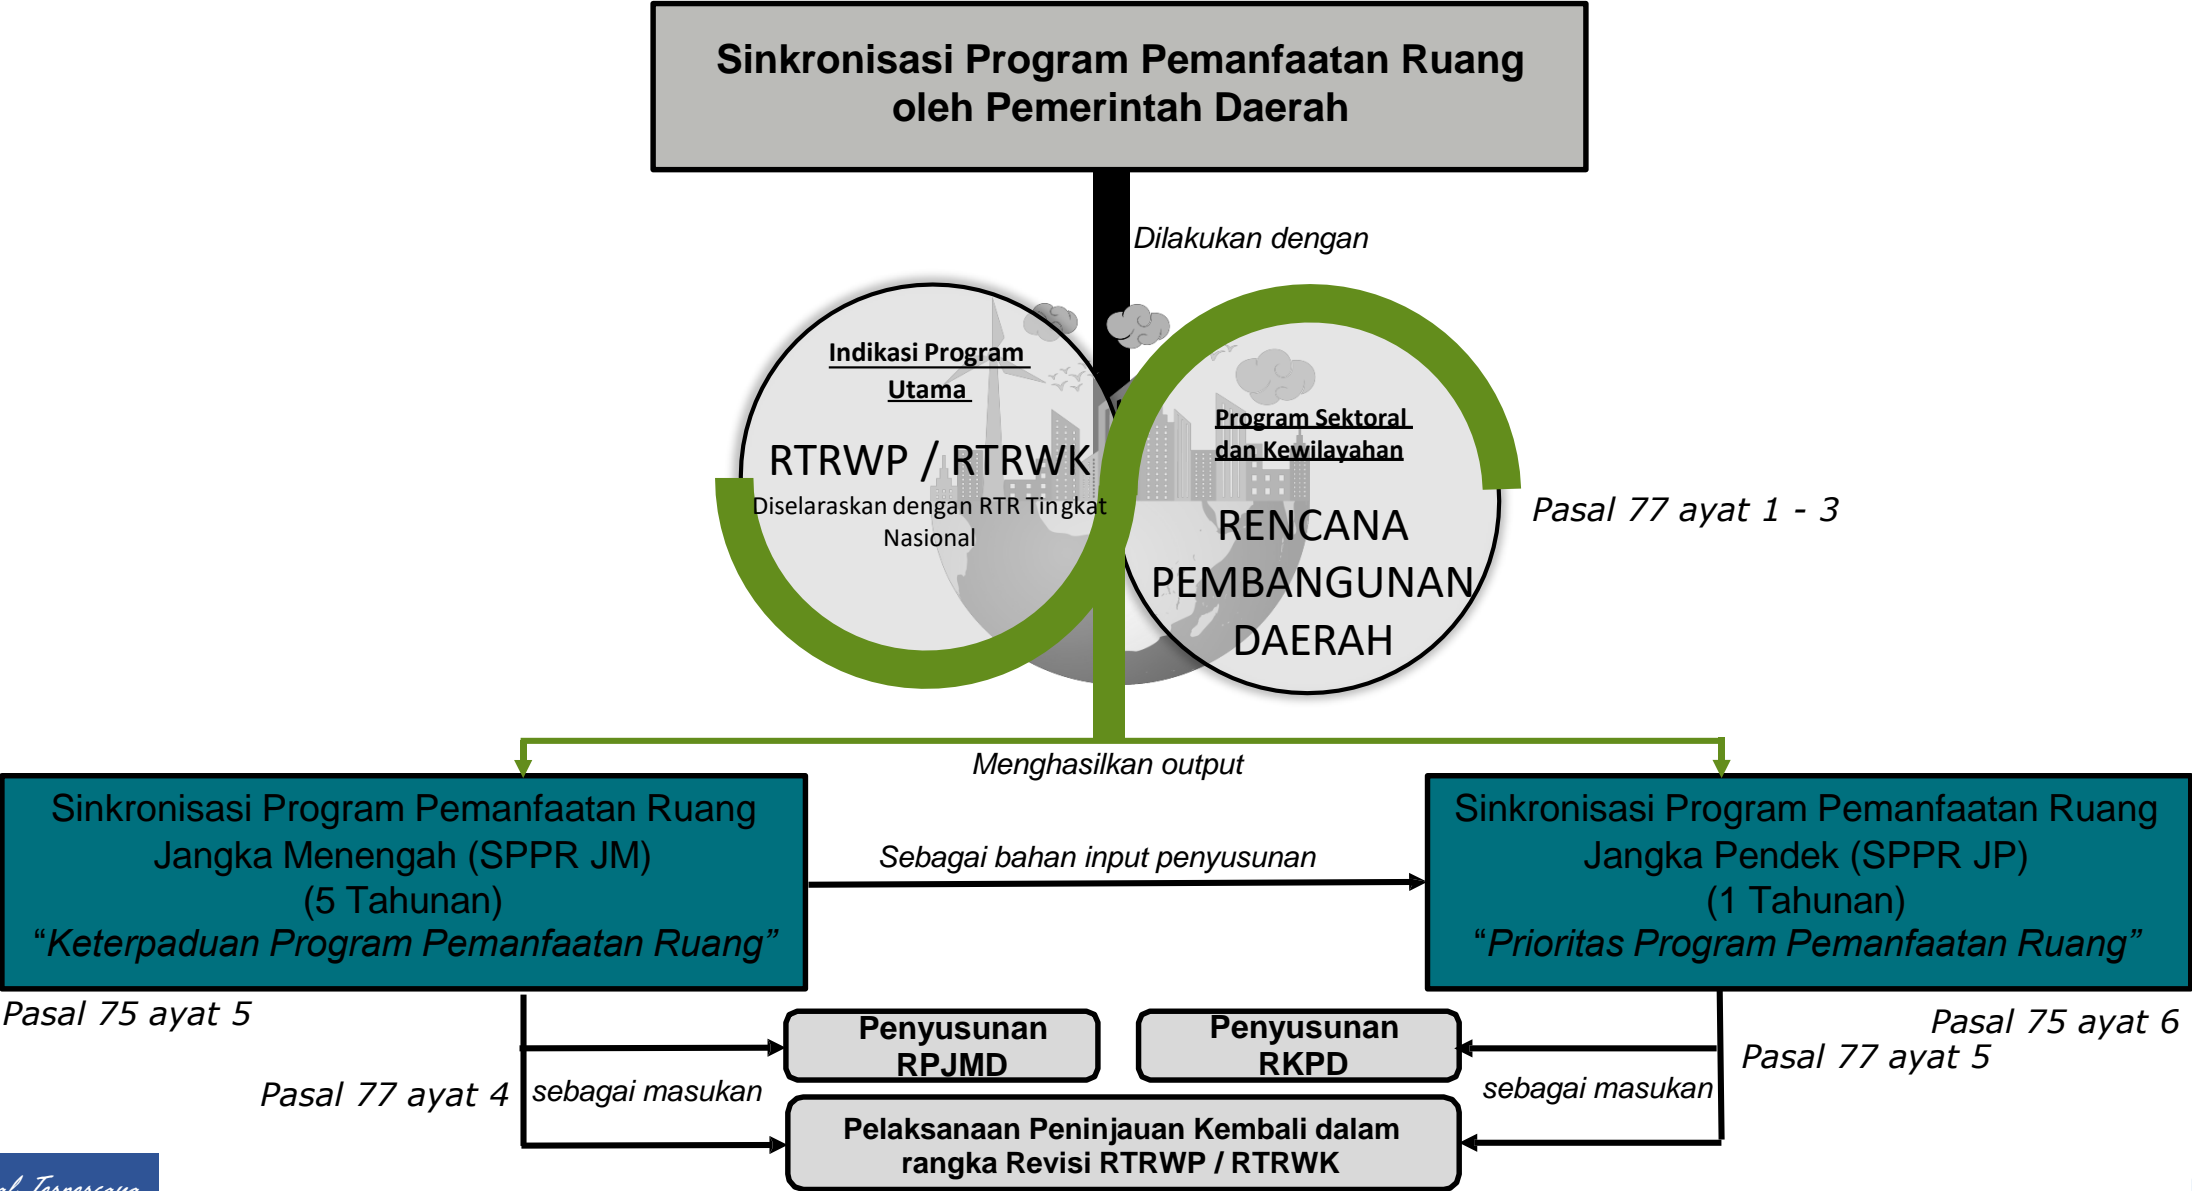 Sinkronisasi Program Pemanfaatan Ruang
oleh Pemerintah Daerah
Dilakukan dengan
Indikasi Program
Utama
RTRWP / RTRWK
Diselaraskan dengan RTR Tingkat
Nasional
Program Sektoral
dan Kewilayahan
RENCANA
PEMBANGUNAN
DAERAH
Pasal 77 ayat 1 - 3
Menghasilkan output
Sinkronisasi Program Pemanfaatan Ruang
Jangka Menengah (SPPR JM)
(5 Tahunan)
“Keterpaduan Program Pemanfaatan Ruang”
Sebagai bahan input penyusunan
Sinkronisasi Program Pemanfaatan Ruang
Jangka Pendek (SPPR JP)
(1 Tahunan)
“Prioritas Program Pemanfaatan Ruang”
Pasal 75 ayat 5
Pasal 77 ayat 4
sebagai masukan
Penyusunan
RPJMD
Penyusunan
RKPD
Pasal 75 ayat 6
Pasal 77 ayat 5
sebagai masukan
Pelaksanaan Peninjauan Kembali dalam
rangka Revisi RTRWP / RTRWK